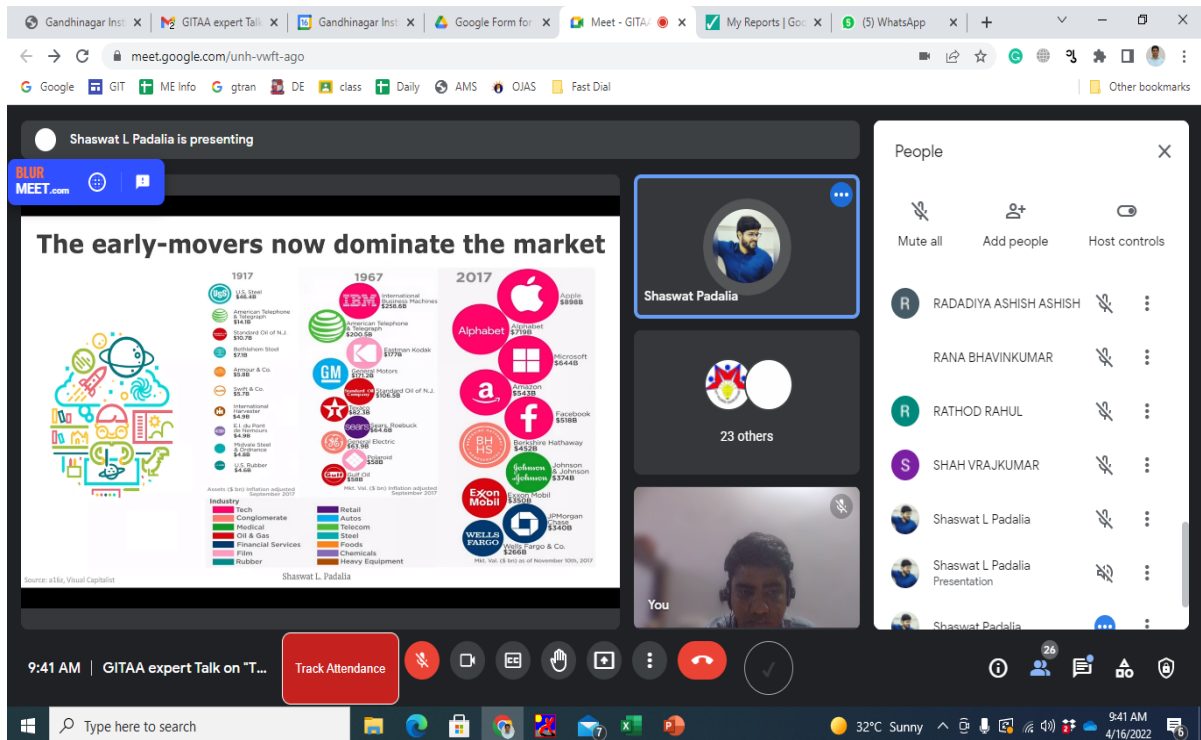 Gandhinagar Inst
GITAA expert Talk
Gandhinagar Inst
Google Form for
Meet - GITAA
My Reports | Goo
(5) WhatsApp
meet.google.com/unh-vwft-ago
Google
GIT
ME Info
gtran
DE
class
Daily
AMS
OJAS
Fast Dial
Other bookmarks
Shaswat L Padalia is presenting
BLUR
MEET.com
The early-movers now dominate the market
1917
U.S. Steel
$46.4B
American Telephone
& Telegraph
$14.1B
Standard Oil of N.J.
$10.7B
Bethlehem Steel
$7.1B
Armour & Co.
$5.8B
Swift & Co.
$5.7B
International
Harvester
$4.9B
E.I. du Pont
de Nemours
$4.9B
Midvale Steel
& Ordnance
$4.8B
U.S. Rubber
$4.6B
Assets ($ bn) Inflation adjusted
September 2017
1967
IBM
International
Business Machines
$258.6B
American Telephone
& Telegraph
$200.5B
Eastman Kodak
$177B
GM
General Motors
$171.2B
Standard Oil of N.J.
$106.5B
Texaco
$82.3B
sears
Sears, Roebuck
$64.6B
General Electric
$63.9B
Polaroid
$58B
Gulf
Gulf Oil
$58B
Mkt. Val. ($ bn) Inflation adjusted
September 2017
2017
Apple
$898B
Alphabet
Alphabet
$719B
Microsoft
$644B
Amazon
$543B
Facebook
$518B
BH
HS
Berkshire Hathaway
$452B
Johnson & Johnson
Johnson
& Johnson
$374B
Exxon
Mobil
Exxon Mobil
$350B
JPMorgan
Chase
$340B
WELLS
FARGO
Wells Fargo & Co.
$266B
Mkt. Val. ($ bn) as of November 10th, 2017
Industry
Tech
Conglomerate
Medical
Oil & Gas
Financial Services
Film
Rubber
Retail
Autos
Telecom
Steel
Foods
Chemicals
Heavy Equipment
Source: a16z, Visual Capitalist
Shaswat L. Padalia
Shaswat Padalia
23 others
You
People
Mute all
Add people
Host controls
R
RADADIYA ASHISH ASHISH
RANA BHAVINKUMAR
R
RATHOD RAHUL
S
SHAH VRAJKUMAR
Shaswat L Padalia
Shaswat L Padalia
Presentation
Shaswat Padalia
9:41 AM | GITAA expert Talk on "T...
Track Attendance
26
Type here to search
32°C Sunny
9:41 AM
4/16/2022